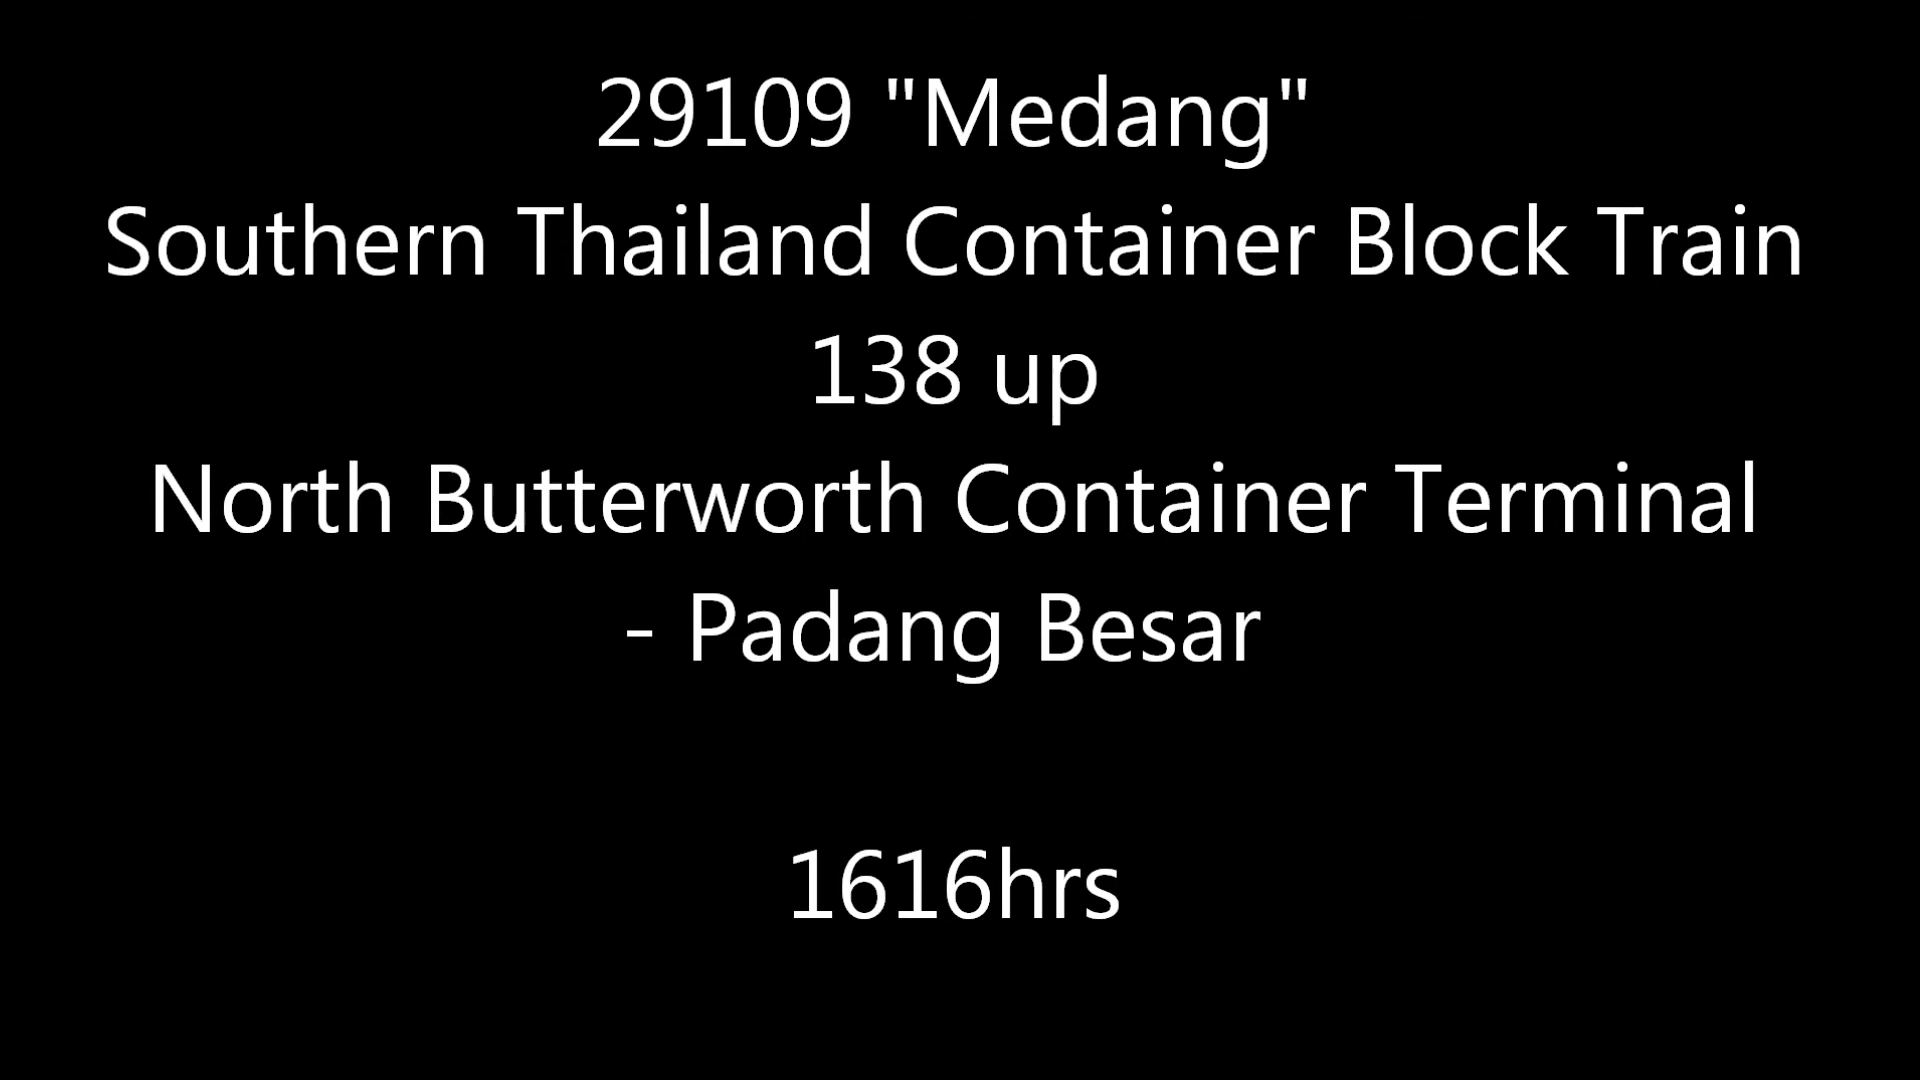 29109 "Medang"
Southern Thailand Container Block Train
138 up
North Butterworth Container Terminal
- Padang Besar
1616hrs